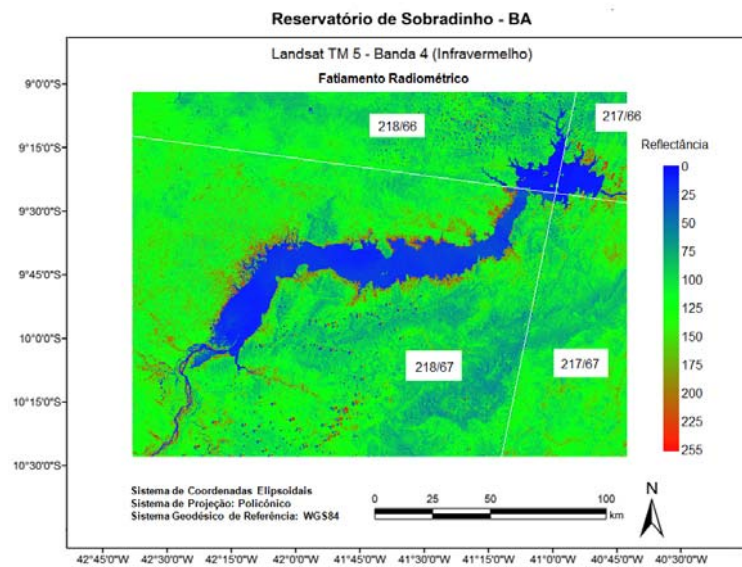 Reservatório de Sobradinho - BA
Landsat TM 5 - Banda 4 (Infravermelho)
Fatiamento Radiométrico
9°0'0"S
9°15'0"S
9°30'0"S
9°45'0"S
10°0'0"S
10°15'0"S
10°30'0"S
218/66
217/66
218/67
217/67
Reflectância
0
25
50
75
100
125
150
175
200
225
255
Sistema de Coordenadas Elipsoidais
Sistema de Projeção: Policônico
Sistema Geodésico de Referência: WGS84
0 25 50 100
km
N
42°45'0"W 42°30'0"W 42°15'0"W 42°0'0"W 41°45'0"W 41°30'0"W 41°15'0"W 41°0'0"W 40°45'0"W 40°30'0"W